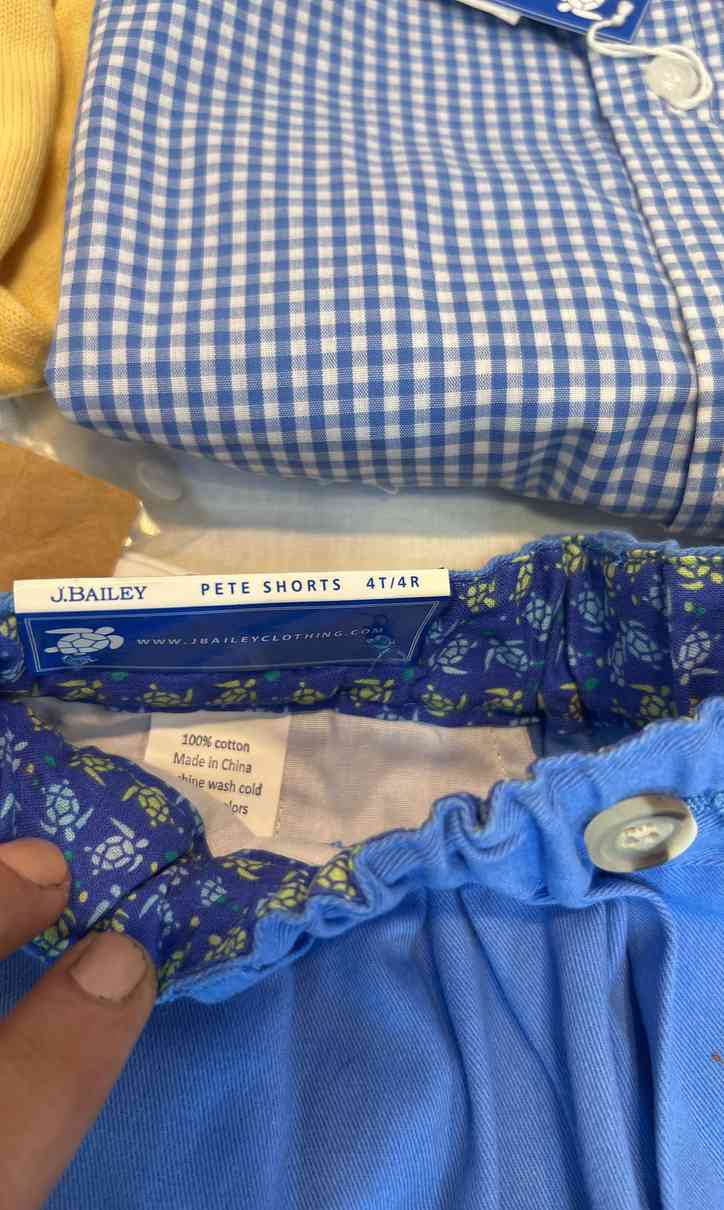 J.BAILEY PETE SHORTS 4T/4R
WWW.JBAILEYCLOTHING.COM
100% cotton
Made in China
wash cold